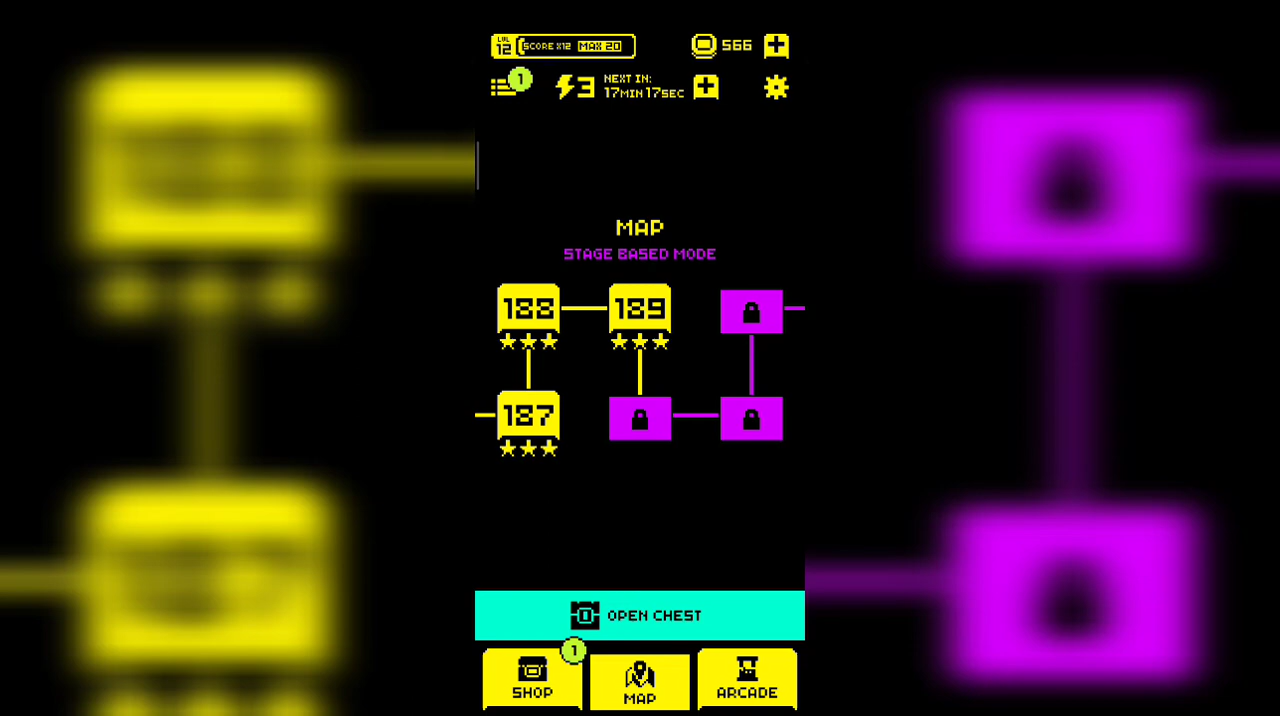 LVL 12 SCORE X12 MAX 20 566
1 3 NEXT IN: 17MIN 17SEC
MAP
STAGE BASED MODE
188 189
187
OPEN CHEST
1
SHOP MAP ARCADE